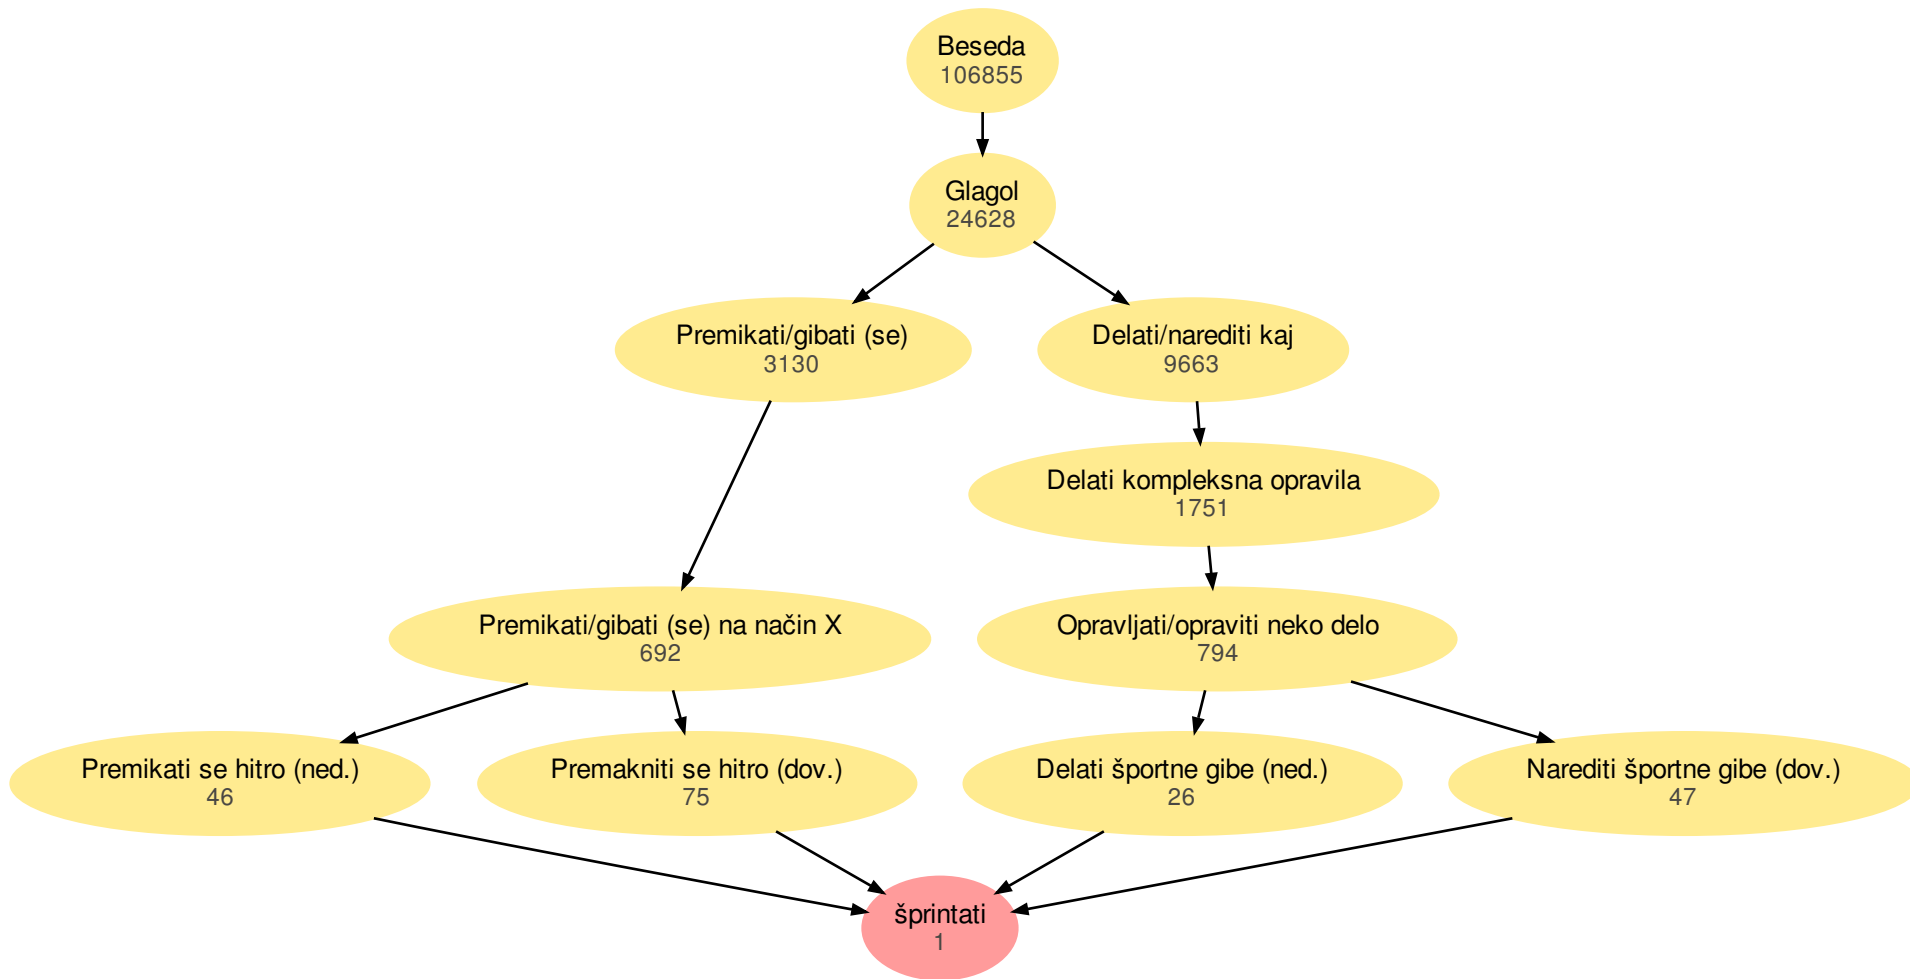 Beseda
106855
Glagol
24628
Premikati/gibati (se)
3130
Delati/narediti kaj
9663
Delati kompleksna opravila
1751
Premikati/gibati (se) na način X
692
Opravljati/opraviti neko delo
794
Premikati se hitro (ned.)
46
Premakniti se hitro (dov.)
75
Delati športne gibe (ned.)
26
Narediti športne gibe (dov.)
47
šprintati
1